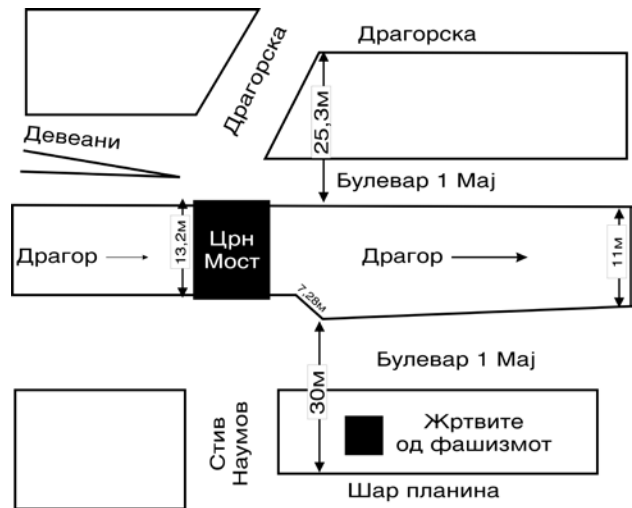 Драгорска
Драгорска
25,3м
Девеани
Булевар 1 Мај
Драгор
13,2м
Црн
Мост
Драгор
11м
7,28м
Булевар 1 Мај
30м
Стив
Наумов
Жртвите
од фашизмот
Шар планина